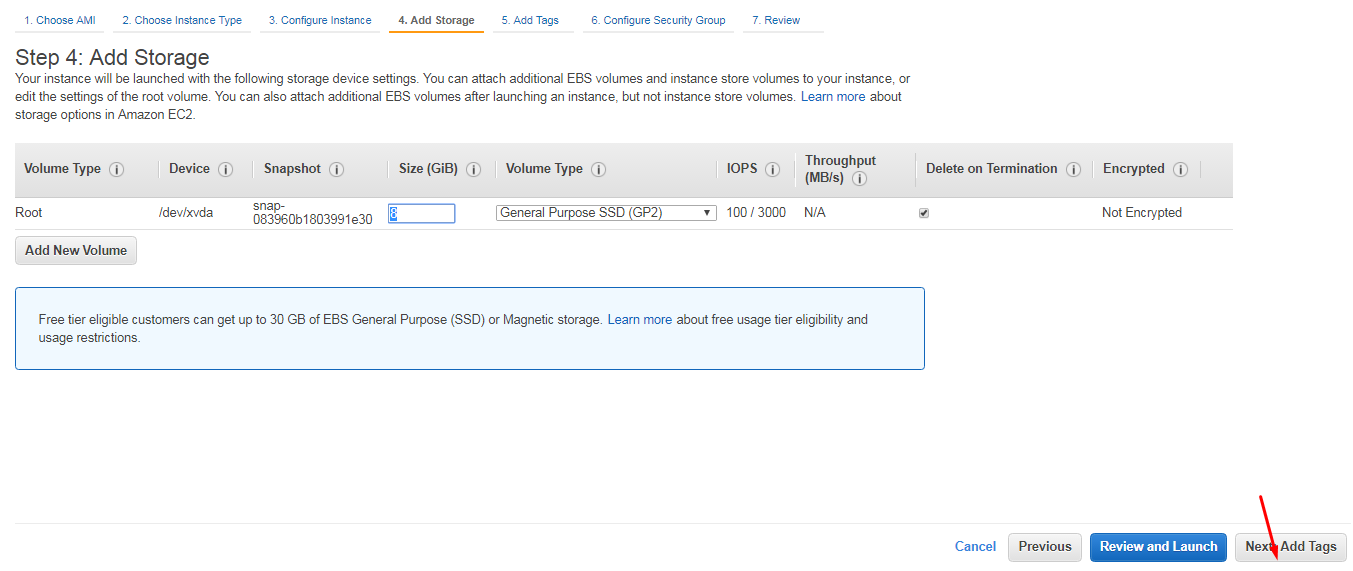 1. Choose AMI 2. Choose Instance Type 3. Configure Instance 4. Add Storage 5. Add Tags 6. Configure Security Group 7. Review
Step 4: Add Storage
Your instance will be launched with the following storage device settings. You can attach additional EBS volumes and instance store volumes to your instance, or
edit the settings of the root volume. You can also attach additional EBS volumes after launching an instance, but not instance store volumes. Learn more about
storage options in Amazon EC2.
Volume Type Device Snapshot Size (GiB) Volume Type IOPS Throughput (MB/s) Delete on Termination Encrypted
Root /dev/xvda snap-083960b1803991e30 8 General Purpose SSD (GP2) 100 / 3000 N/A Not Encrypted
Add New Volume
Free tier eligible customers can get up to 30 GB of EBS General Purpose (SSD) or Magnetic storage. Learn more about free usage tier eligibility and
usage restrictions.
Cancel Previous Review and Launch Next: Add Tags